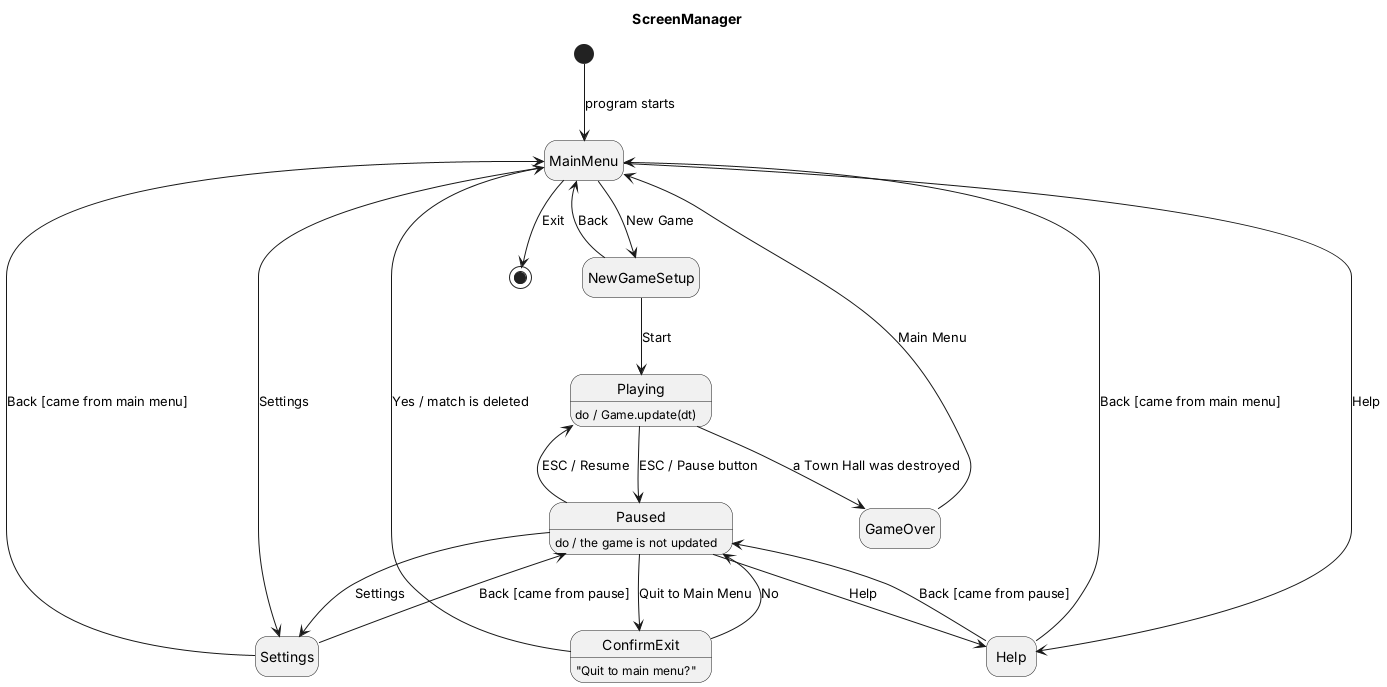 ScreenManager
program starts
MainMenu
Exit
Back
New Game
NewGameSetup
Start
Main Menu
Playing
do / Game.update(dt)
Back [came from main menu]
Settings
Yes / match is deleted
Back [came from main menu]
Help
ESC / Resume
ESC / Pause button
a Town Hall was destroyed
Paused
do / the game is not updated
GameOver
Settings
Back [came from pause]
Quit to Main Menu
No
Help
Back [came from pause]
Settings
ConfirmExit
"Quit to main menu?"
Help